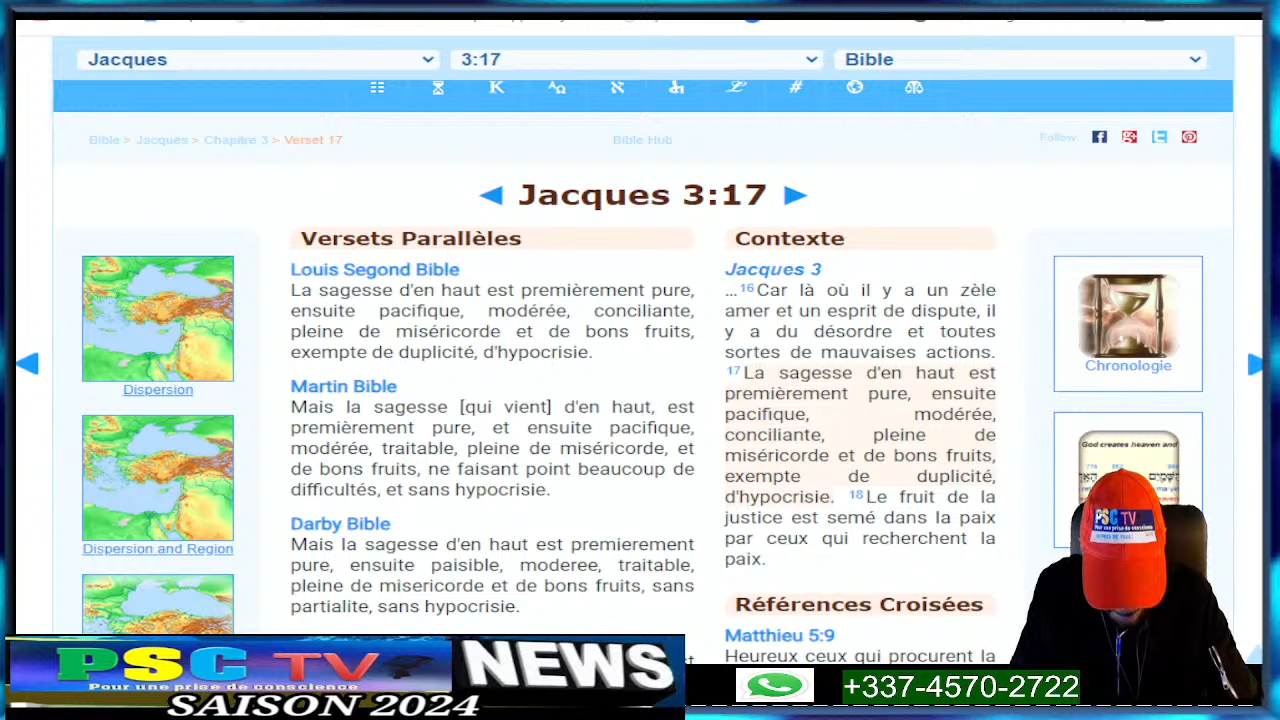 Jacques
3:17
Bible
Bible > Jacques > Chapitre 3 > Verset 17
Bible Hub
Follow:
Jacques 3:17
Dispersion
Dispersion and Region
Versets Parallèles
Louis Segond Bible
La sagesse d'en haut est premièrement pure,
ensuite pacifique, modérée, conciliante,
pleine de miséricorde et de bons fruits,
exempte de duplicité, d'hypocrisie.
Martin Bible
Mais la sagesse [qui vient] d'en haut, est
premièrement pure, et ensuite pacifique,
modérée, traitable, pleine de miséricorde, et
de bons fruits, ne faisant point beaucoup de
difficultés, et sans hypocrisie.
Darby Bible
Mais la sagesse d'en haut est premierement
pure, ensuite paisible, moderee, traitable,
pleine de misericorde et de bons fruits, sans
partialite, sans hypocrisie.
Contexte
Jacques 3
…16Car là où il y a un zèle
amer et un esprit de dispute, il
y a du désordre et toutes
sortes de mauvaises actions.
17La sagesse d'en haut est
premièrement pure, ensuite
pacifique, modérée,
conciliante, pleine de
miséricorde et de bons fruits,
exempte de duplicité,
d'hypocrisie. 18Le fruit de la
justice est semé dans la paix
par ceux qui recherchent la
paix.
Références Croisées
Matthieu 5:9
Heureux ceux qui procurent la
Chronologie
God creates heaven and
PSC TV
Pour une prise de conscience
PSC TV
Pour une prise de conscience
NEWS
SAISON 2024
+337-4570-2722